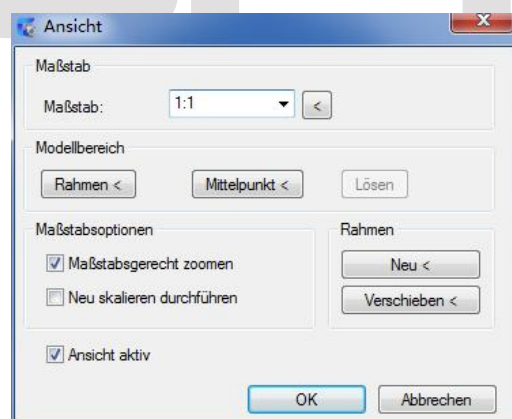 Ansicht
Maßstab
Maßstab: 1:1 <
Modellbereich
Rahmen < Mittelpunkt < Lösen
Maßstabsoptionen
Maßstabsgerecht zoomen
Neu skalieren durchführen
Rahmen
Neu <
Verschieben <
Ansicht aktiv
OK Abbrechen